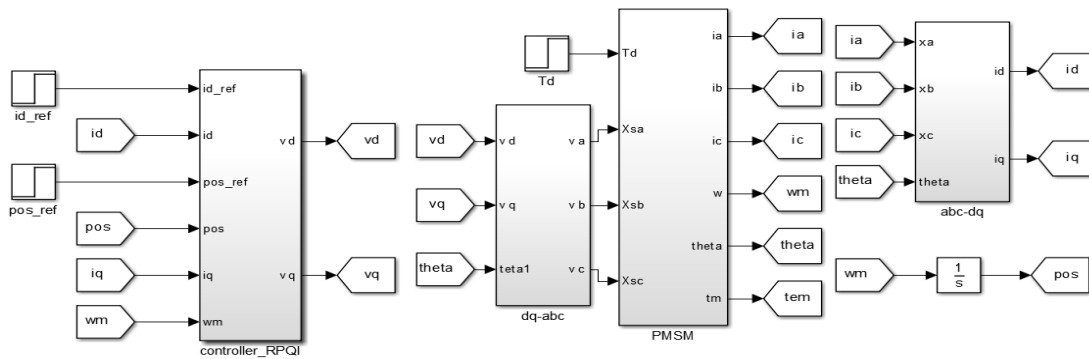 id_ref
id
pos_ref
pos
iq
wm
id_ref
id
pos_ref
pos
iq
wm
vd
vq
controller_RPQI
vd
vq
vd
vq
theta
vd
vq
teta1
va
vb
vc
dq-abc
Td
Td
Xsa
Xsb
Xsc
ia
ib
ic
w
theta
tm
PMSM
ia
ib
ic
wm
theta
tem
ia
ib
ic
theta
xa
xb
xc
theta
id
iq
abc-dq
id
iq
wm
1
s
pos